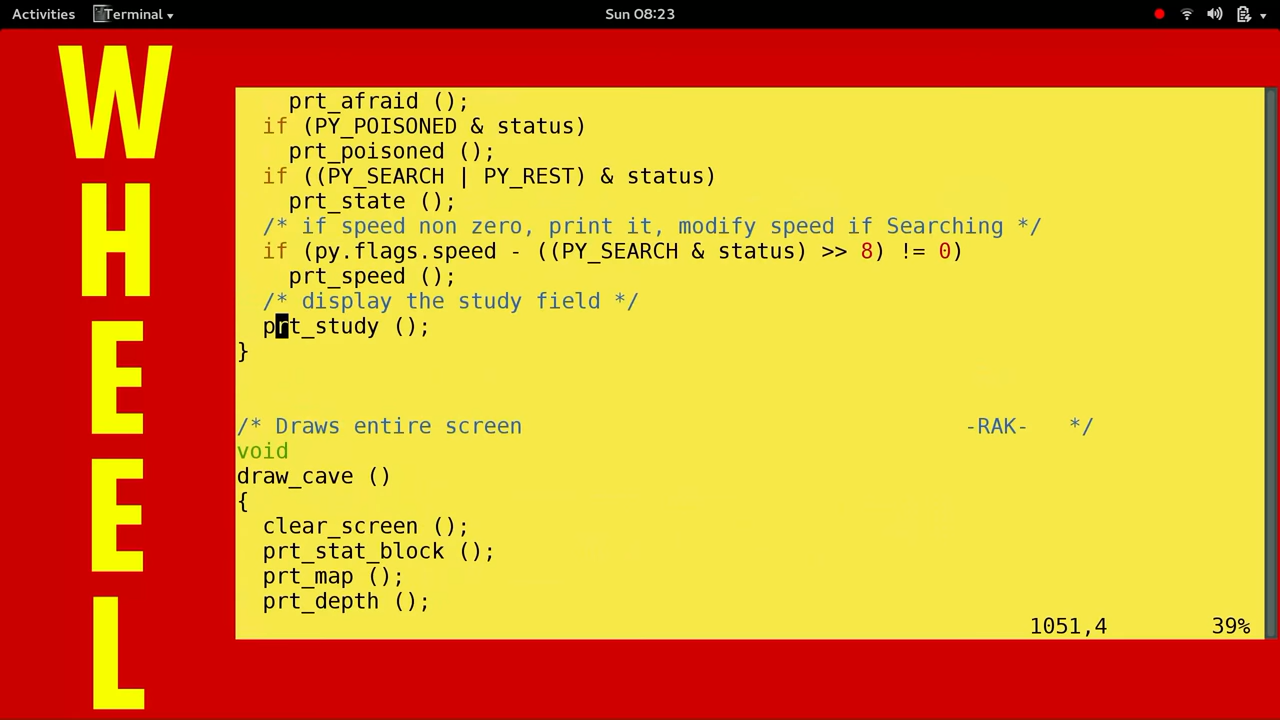 Activities Terminal Sun 08:23
WHEEL
prt_afraid ();
if (PY_POISONED & status)
prt_poisoned ();
if ((PY_SEARCH | PY_REST) & status)
prt_state ();
/* if speed non zero, print it, modify speed if Searching */
if (py.flags.speed - ((PY_SEARCH & status) >> 8) != 0)
prt_speed ();
/* display the study field */
prt_study ();
}
/* Draws entire screen -RAK- */
void
draw_cave ()
{
clear_screen ();
prt_stat_block ();
prt_map ();
prt_depth ();
1051,4 39%